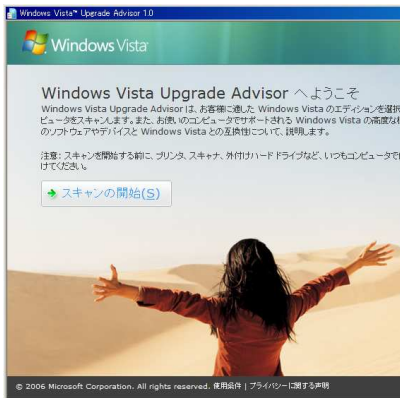 Windows Vista™ Upgrade Advisor 1.0
Windows Vista™
Windows Vista Upgrade Advisor へようこそ
Windows Vista Upgrade Advisor は、お客様に適した Windows Vista のエディションを選択
ピュータをスキャンします。また、お使いのコンピュータでサポートされる Windows Vista の高度な
のソフトウェアやデバイスと Windows Vista との互換性について、説明します。
注意: スキャンを開始する前に、プリンタ、スキャナ、外付けハード ドライブなど、いつもコンピュータで
けてください。
スキャンの開始(S)
© 2006 Microsoft Corporation. All rights reserved. 使用条件 | プライバシーに関する声明